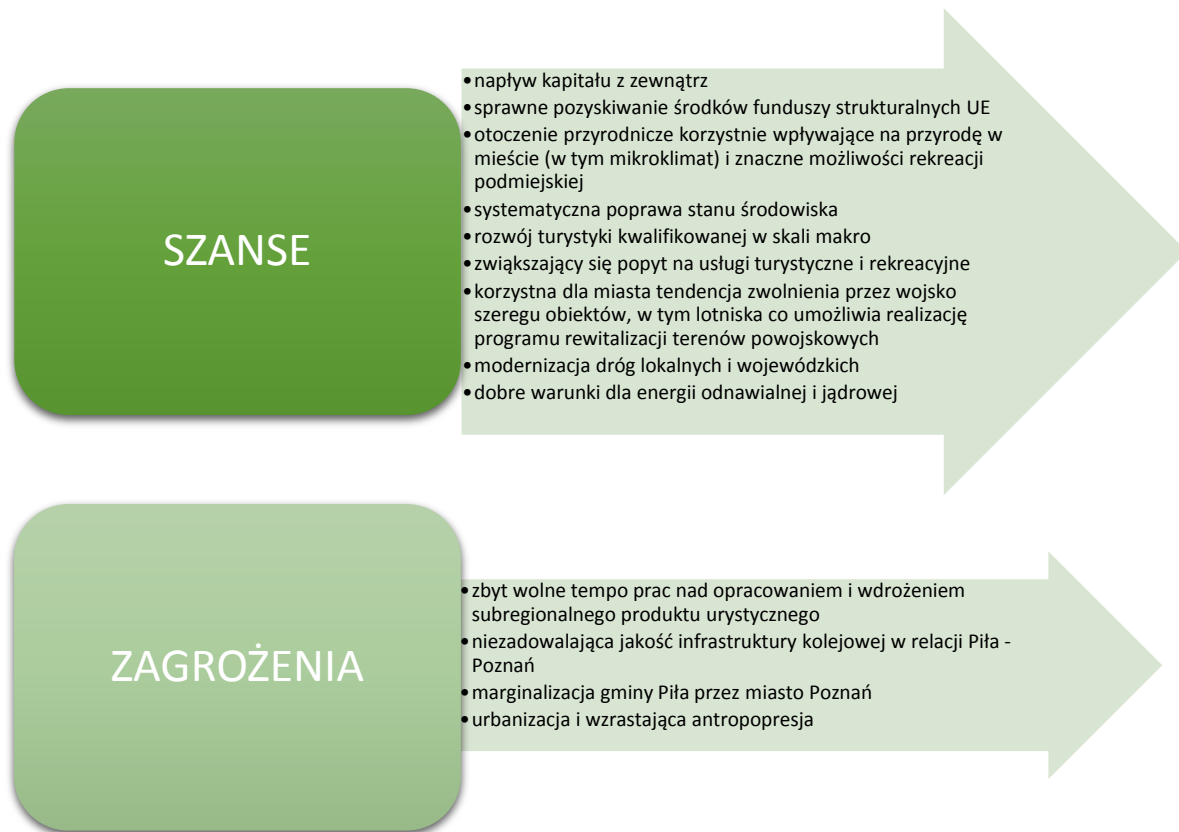 SZANSE
•napływ kapitału z zewnątrz
•sprawne pozyskiwanie środków funduszy strukturalnych UE
•otoczenie przyrodnicze korzystnie wpływające na przyrodę w
mieście (w tym mikroklimat) i znaczne możliwości rekreacji
podmiejskiej
•systematyczna poprawa stanu środowiska
•rozwój turystyki kwalifikowanej w skali makro
•zwiąkszający się popyt na usługi turystyczne i rekreacyjne
•korzystna dla miasta tendencja zwolnienia przez wojsko
szeregu obiektów, w tym lotniska co umożliwia realizację
programu rewitalizacji terenów powojskowych
•modernizacja dróg lokalnych i wojewódzkich
•dobre warunki dla energii odnawialnej i jądrowej
ZAGROŻENIA
•zbyt wolne tempo prac nad opracowaniem i wdrożeniem
subregionalnego produktu urystycznego
•niezadowalająca jakość infrastruktury kolejowej w relacji Piła -
Poznań
•marginalizacja gminy Piła przez miasto Poznań
•urbanizacja i wzrastająca antropopresja